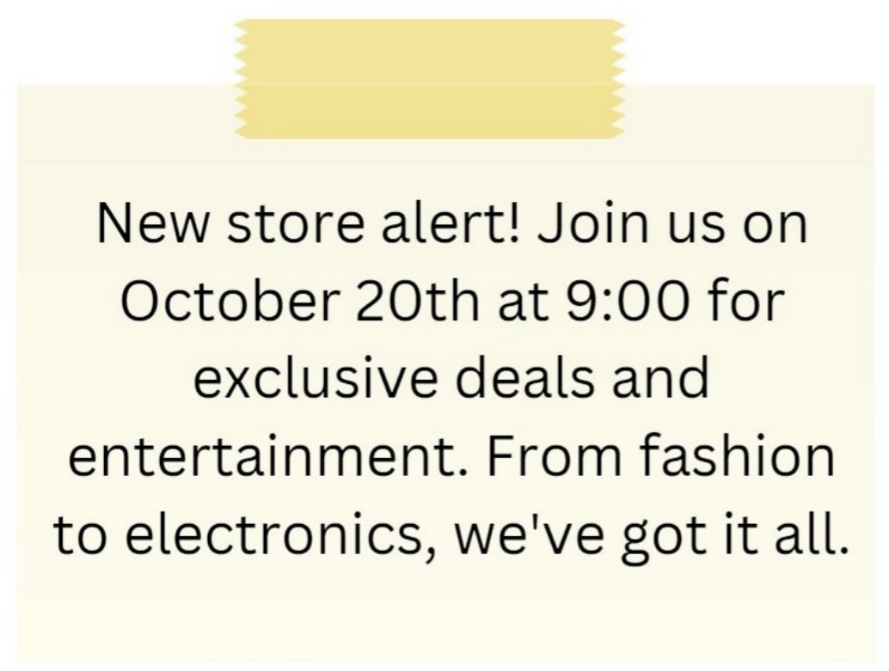 New store alert! Join us on
October 20th at 9:00 for
exclusive deals and
entertainment. From fashion
to electronics, we've got it all.